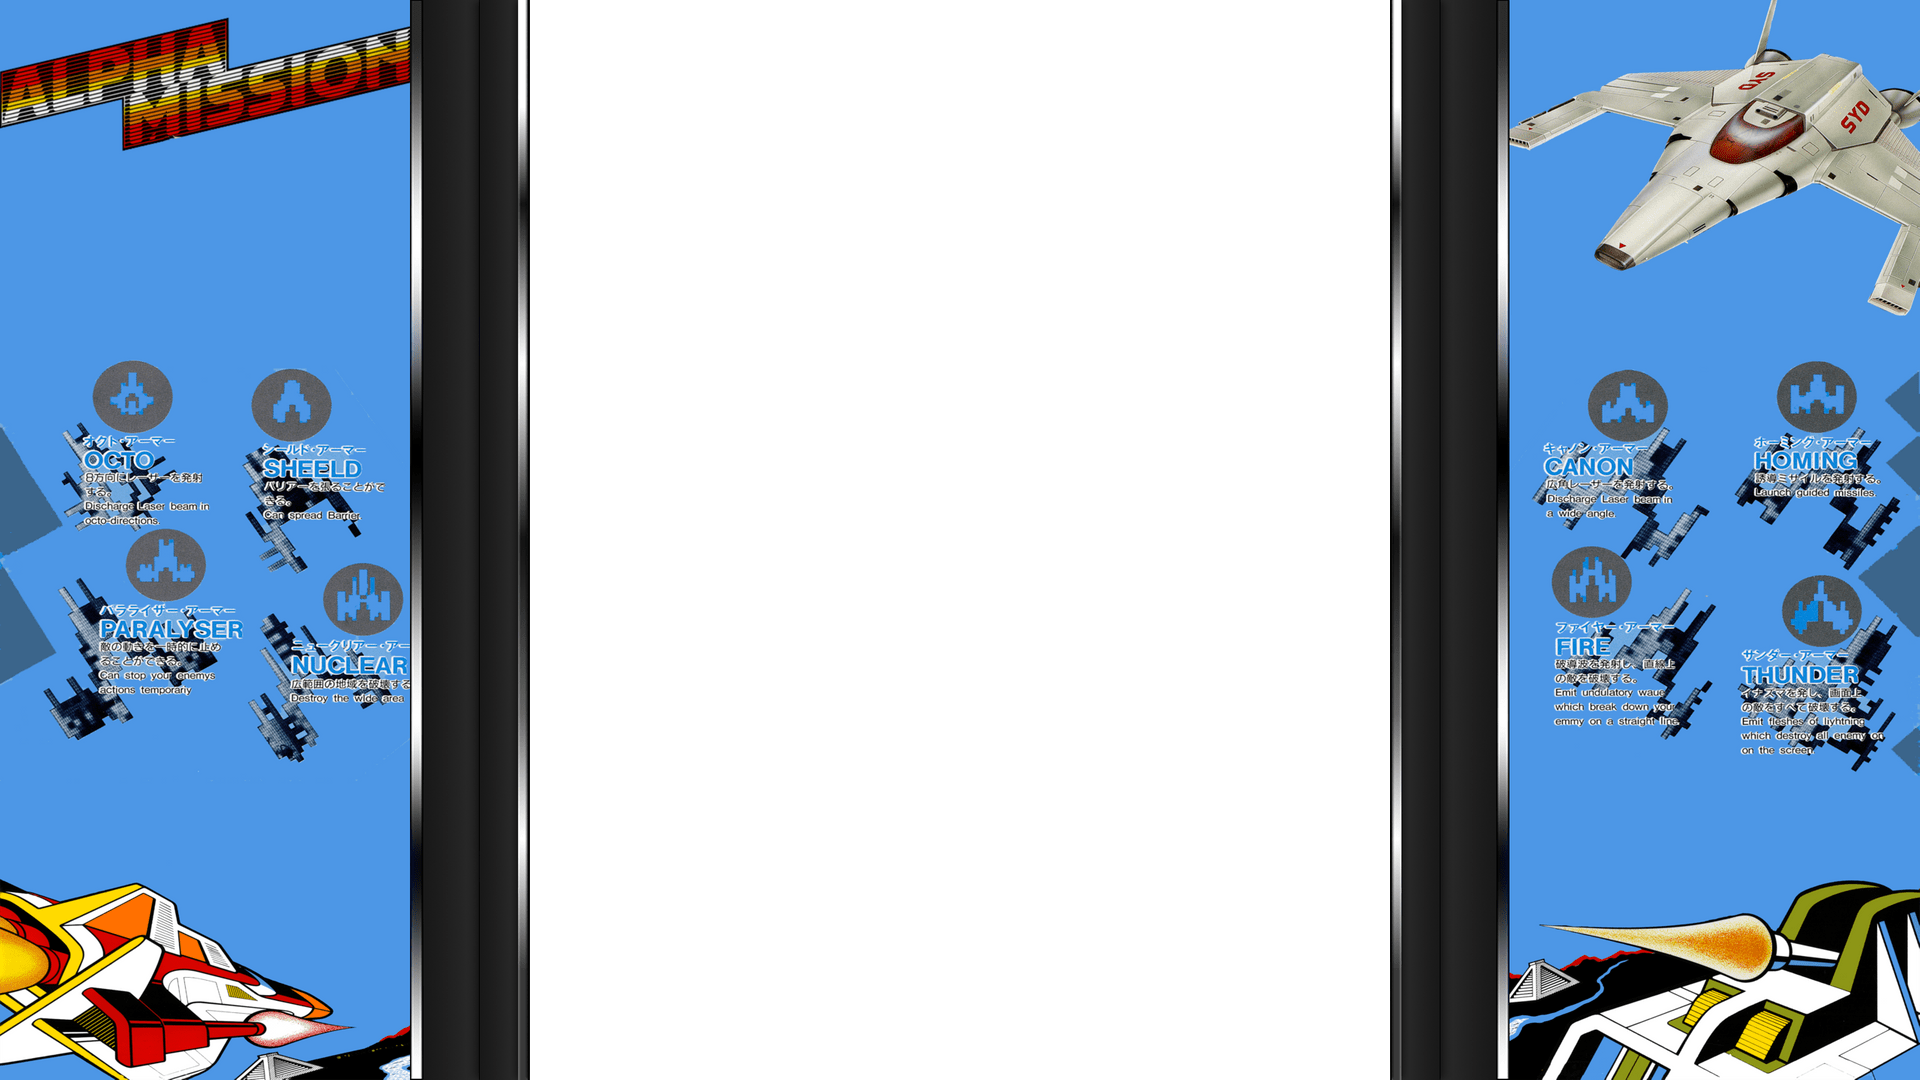 ALPHA
MISSION
オクト・アーマー
OCTO
8方向にレーザーを発射
する。
Discharge Laser beam in
octo-directions
シールド・アーマー
SHEELD
バリアーを張ることがで
きる。
Can spread Barrier
パラライザー・アーマー
PARALYSER
敵の動きを一時的に止め
ることができる。
Can stop your enemys
actions temporary
ニュークリアー・アー
NUCLEAR
広範囲の地域を破壊する
Destroy the wide area
SYD
SYD
キャノン・アーマー
CANON
広角レーザーを発射する。
Discharge Laser beam in
a wide angle
ホーミング・アーマー
HOMING
誘導ミサイルを発射する。
Launch guided missiles.
ファイヤー・アーマー
FIRE
破導波を発射し、直線上
の敵を破壊する。
Emit undulatory wave
which break down your
emmy on a straight line.
サンダー・アーマー
THUNDER
イナズマを発し、画面上
の敵をすべて破壊する。
Emit fleshes of lyhtning
which destroy all enemy on
on the screen.